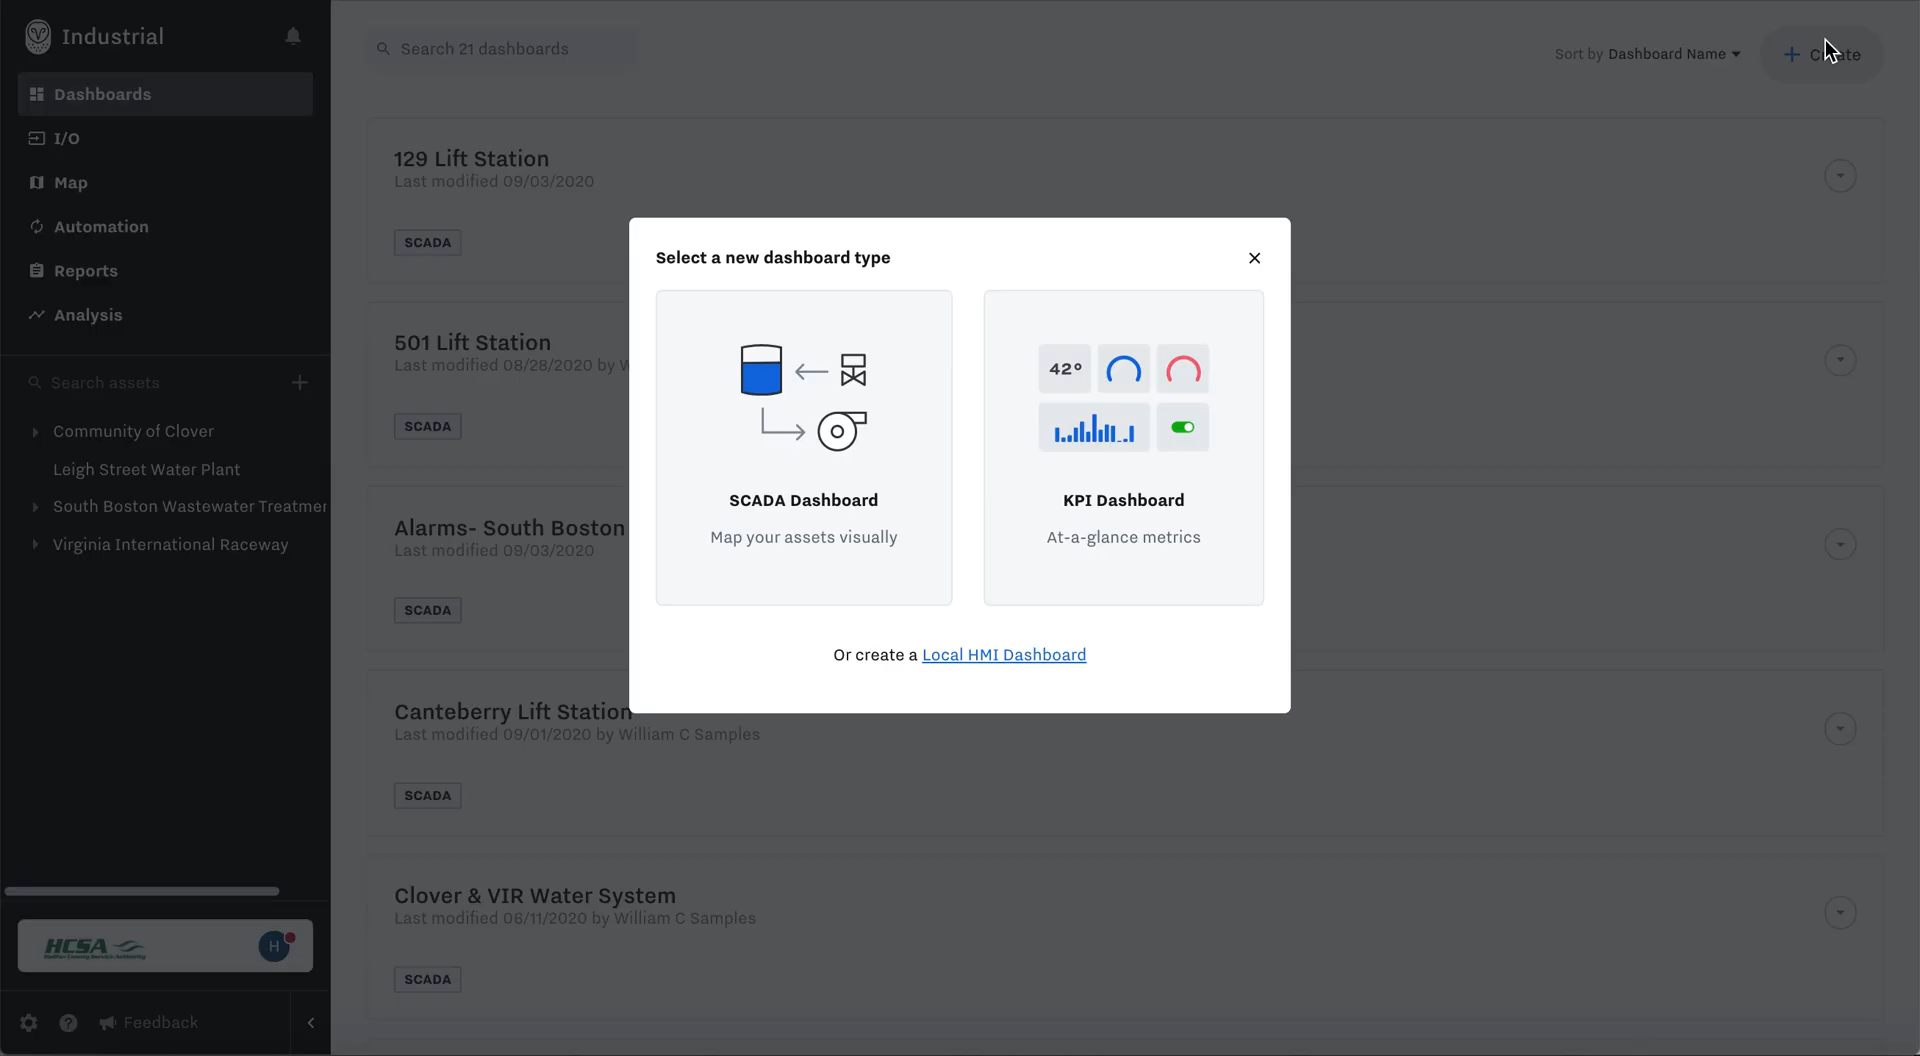 Industrial
Dashboards
I/O
Map
Automation
Reports
Analysis
Search assets
Community of Clover
Leigh Street Water Plant
South Boston Wastewater Treatmen
Virginia International Raceway
HCSA
H
Feedback
Search 21 dashboards
Sort by Dashboard Name
Create
129 Lift Station
Last modified 09/03/2020
SCADA
501 Lift Station
Last modified 08/28/2020 by W
SCADA
Alarms- South Boston
Last modified 09/03/2020
SCADA
Canteberry Lift Station
Last modified 09/01/2020 by William C Samples
SCADA
Clover & VIR Water System
Last modified 06/11/2020 by William C Samples
SCADA
Select a new dashboard type
42°
SCADA Dashboard
Map your assets visually
KPI Dashboard
At-a-glance metrics
Or create a Local HMI Dashboard